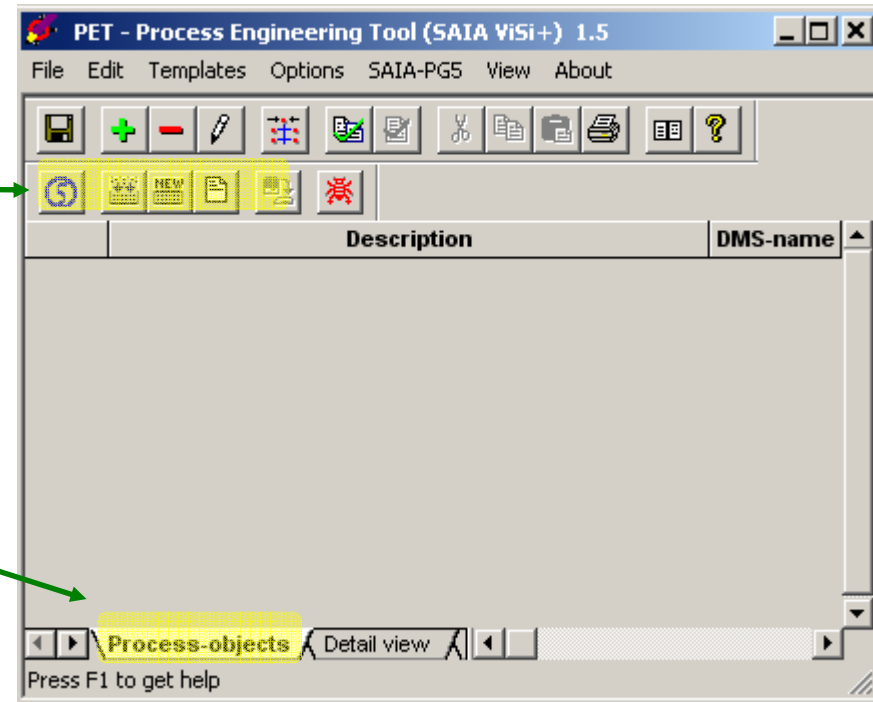 PET - Process Engineering Tool (SAIA ViSi+) 1.5
File Edit Templates Options SAIA-PG5 View About
NEW
Description DMS-name
Process-objects Detail view
Press F1 to get help